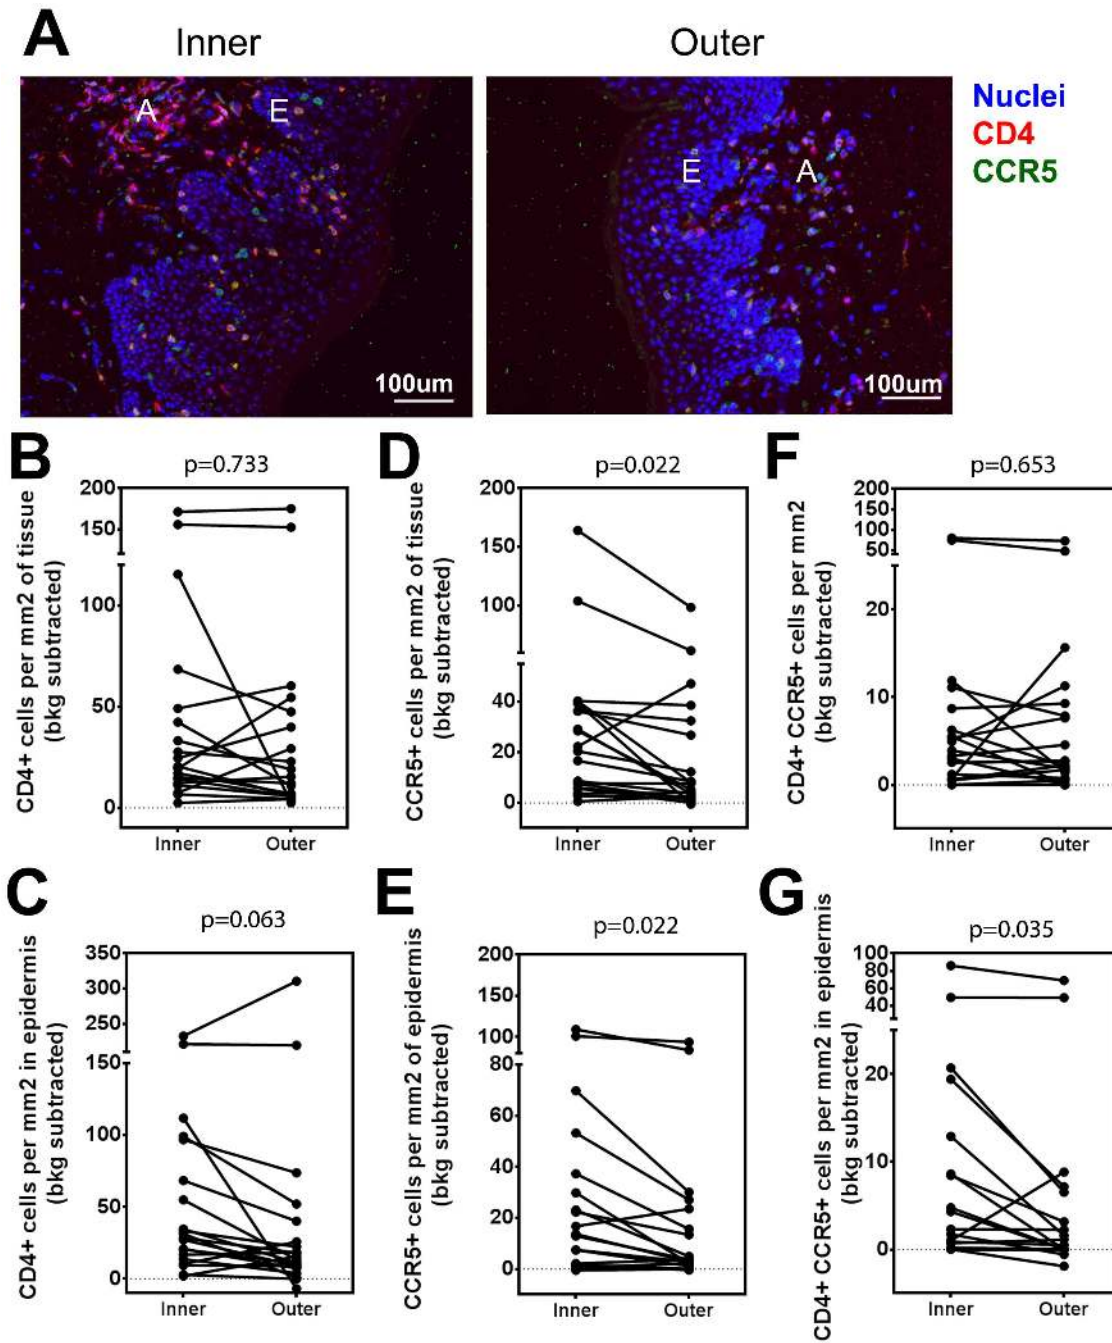 A
Inner
Outer
A
E
100um
E
A
100um
Nuclei
CD4
CCR5
B
p=0.733
CD4+ cells per mm2 of tissue
(bkg subtracted)
200
150
100
50
0
Inner
Outer
D
p=0.022
CCR5+ cells per mm2 of tissue
(bkg subtracted)
200
150
100
40
20
0
Inner
Outer
F
p=0.653
CD4+ CCR5+ cells per mm2
(bkg subtracted)
200
150
100
50
20
10
0
Inner
Outer
C
p=0.063
CD4+ cells per mm2 in epidermis
(bkg subtracted)
350
300
250
150
100
50
0
Inner
Outer
E
p=0.022
CCR5+ cells per mm2 of epidermis
(bkg subtracted)
200
150
100
80
60
40
20
0
Inner
Outer
G
p=0.035
CD4+ CCR5+ cells per mm2 in epidermis
(bkg subtracted)
100
80
60
40
20
10
0
Inner
Outer